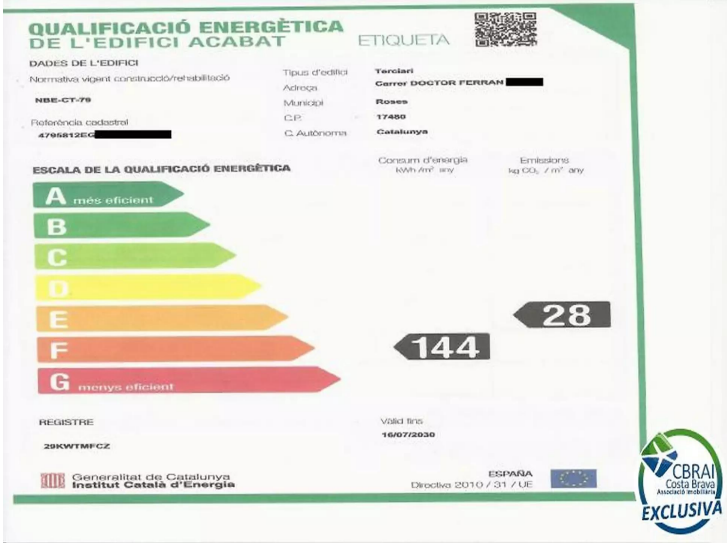 QUALIFICACIÓ ENERGÈTICA
DE L'EDIFICI ACABAT
ETIQUETA
DADES DE L'EDIFICI
Normativa vigent construcció/rehabilitació
NBE-CT-79
Referència cadastral
4795812EG
Tipus d'edifici Terciari
Adreça Carrer DOCTOR FERRAN
Municipi Roses
C.P. 17480
C. Autònoma Catalunya
ESCALA DE LA QUALIFICACIÓ ENERGÈTICA
Consum d'energia
kWh /m² any
Emissions
kg CO₂ / m² any
A més eficient
B
C
D
E 28
F 144
G menys eficient
REGISTRE
29KWTMFCZ
Vàlid fins
16/07/2030
Generalitat de Catalunya
Institut Català d'Energia
ESPAÑA
Directiva 2010 / 31 / UE
CBRAI
Costa Brava
Associació Imobiliària
EXCLUSIVA